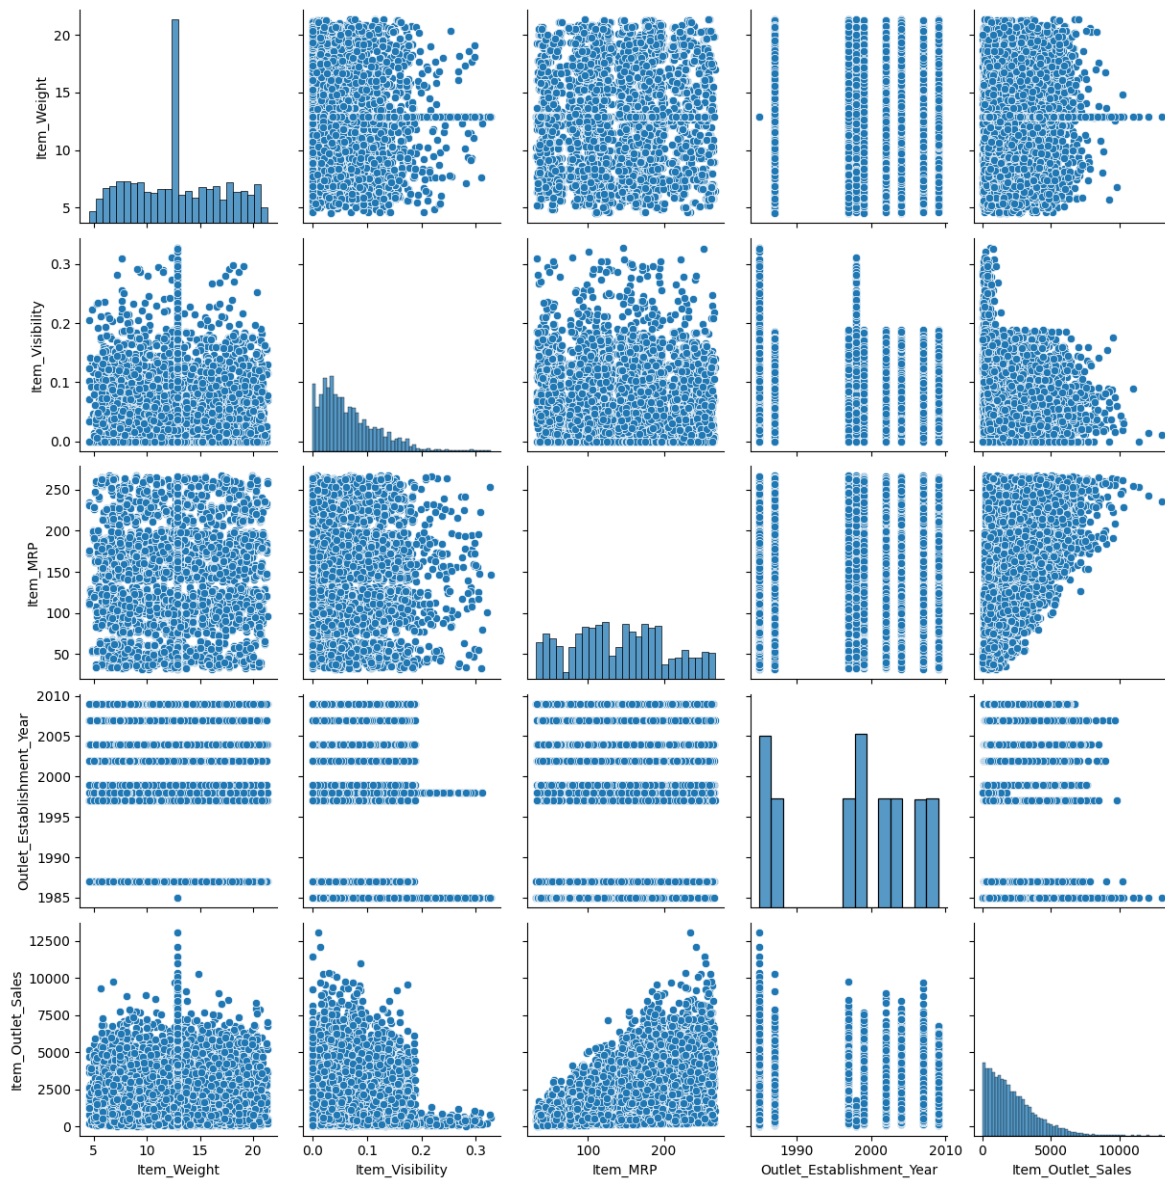 Item_Weight
20
15
10
5
Item_Visibility
0.3
0.2
0.1
0.0
Item_MRP
250
200
150
100
50
Outlet_Establishment_Year
2010
2005
2000
1995
1990
1985
Item_Outlet_Sales
12500
10000
7500
5000
2500
0
5 10 15 20
0.0 0.1 0.2 0.3
100 200
1990 2000 2010
0 5000 10000
Item_Weight
Item_Visibility
Item_MRP
Outlet_Establishment_Year
Item_Outlet_Sales